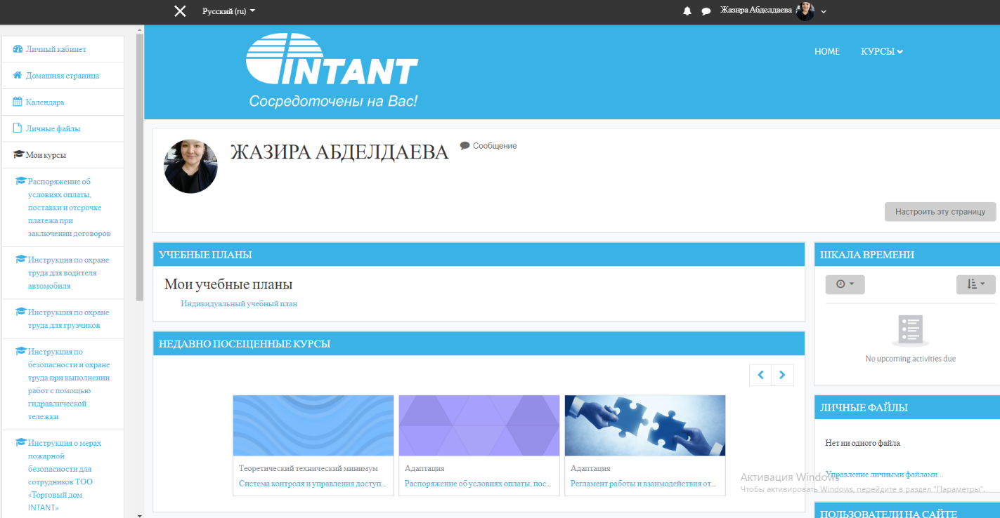 Русский (ru)
Жазира Абделдаева
Личный кабинет
Домашняя страница
Календарь
Личные файлы
Мои курсы
Распоряжение об
условиях оплаты,
поставки и отсрочке
платежа при
заключении договоров
Инструкция по охране
труда для водителя
автомобиля
Инструкция по охране
труда для грузчиков
Инструкция по
безопасности и охране
труда при выполнении
работ с помощью
гидравлической
тележки
Инструкция о мерах
пожарной
безопасности для
сотрудников ТОО
«Торговый дом
INTANT»
INTANT
Сосредоточены на Вас!
HOME
КУРСЫ
ЖАЗИРА АБДЕЛДАЕВА
Сообщение
Настроить эту страницу
УЧЕБНЫЕ ПЛАНЫ
Мои учебные планы
Индивидуальный учебный план
НЕДАВНО ПОСЕЩЕННЫЕ КУРСЫ
Теоретический технический минимум
Система контроля и управления доступ...
Адаптация
Распоряжение об условиях оплаты, пос...
Адаптация
Регламент работы и взаимодействия от...
ШКАЛА ВРЕМЕНИ
No upcoming activities due
ЛИЧНЫЕ ФАЙЛЫ
Нет ни одного файла
Управление личными файлами...
Активация Windows
Чтобы активировать Windows, перейдите в раздел "Параметры".
ПОЛЬЗОВАТЕЛИ НА САЙТЕ